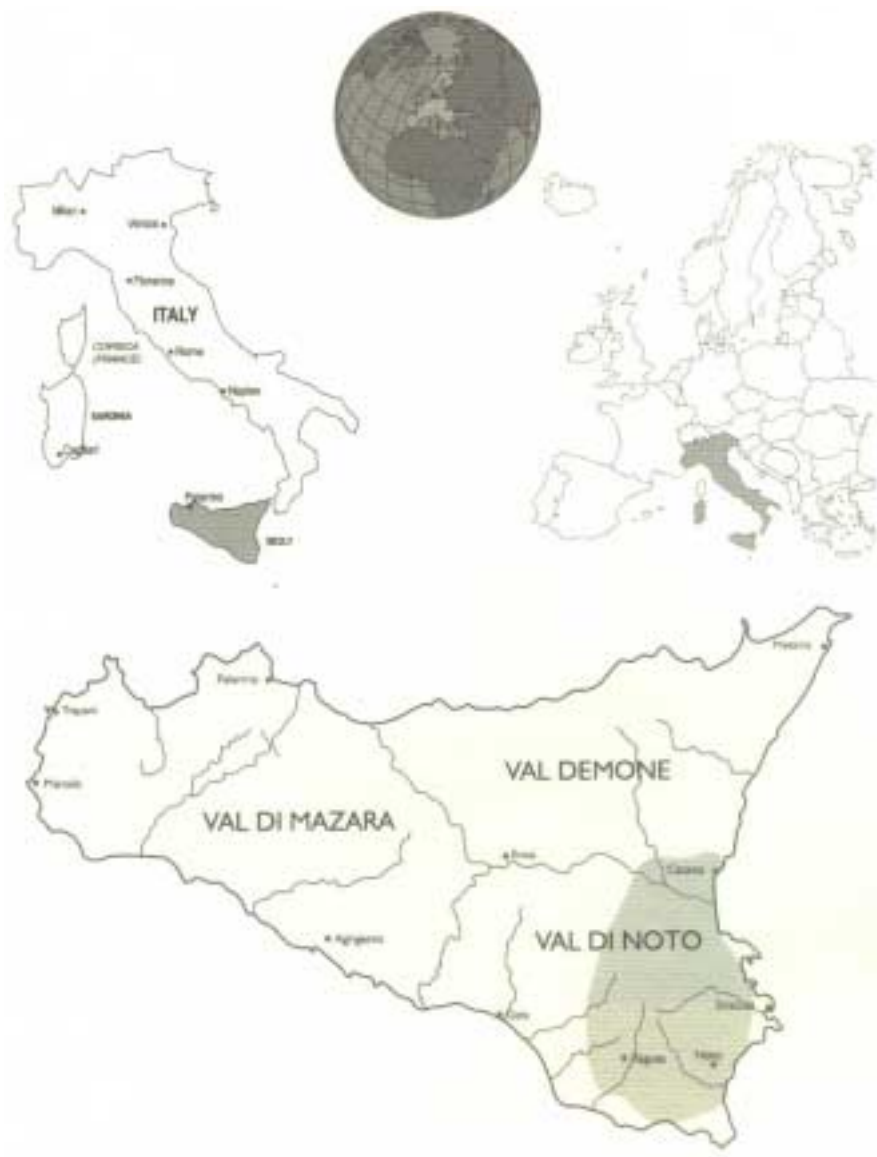 Milan
Venice
Florence
ITALY
CORSICA
(FRANCE)
Rome
Naples
SARDINIA
Cagliari
Palermo
SICILY
Messina
Palermo
Trapani
VAL DEMONE
Marsala
VAL DI MAZARA
Enna
Catania
Agrigento
VAL DI NOTO
Siracusa
Gela
Ragusa
Noto